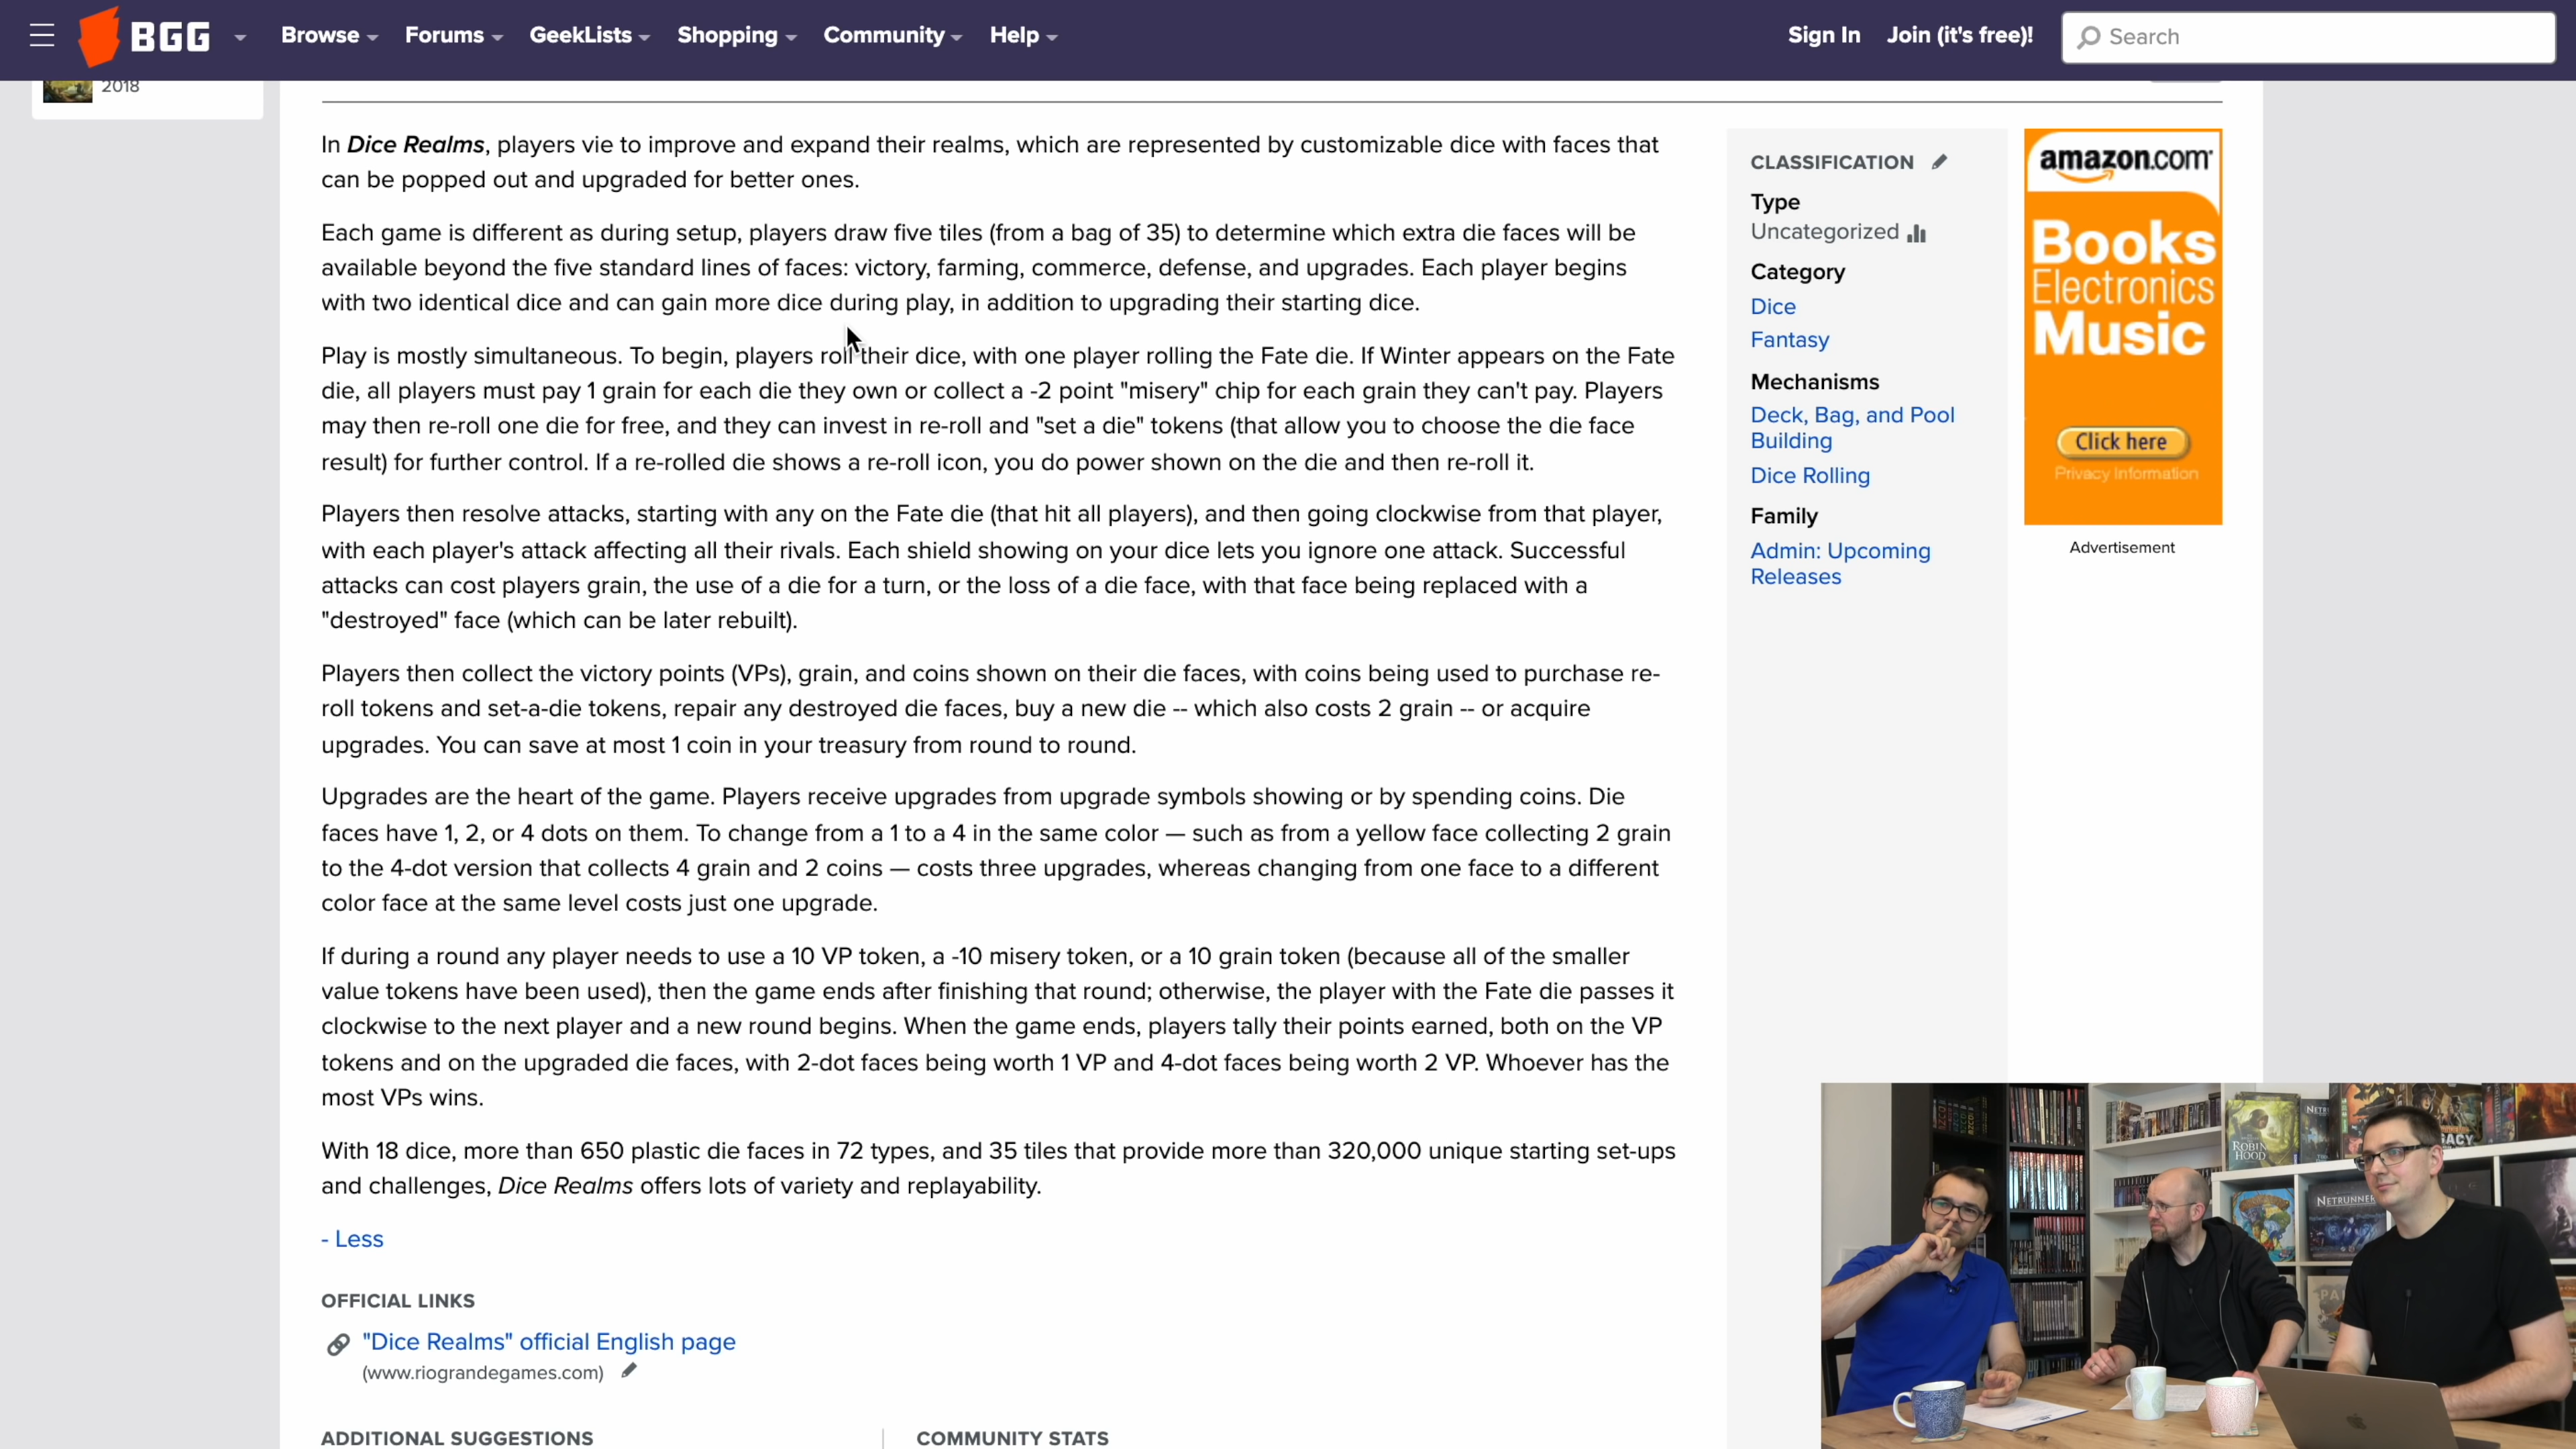 BGG
Browse
Forums
GeekLists
Shopping
Community
Help
Sign In
Join (it's free)!
Search
2018
In Dice Realms, players vie to improve and expand their realms, which are represented by customizable dice with faces that
can be popped out and upgraded for better ones.
Each game is different as during setup, players draw five tiles (from a bag of 35) to determine which extra die faces will be
available beyond the five standard lines of faces: victory, farming, commerce, defense, and upgrades. Each player begins
with two identical dice and can gain more dice during play, in addition to upgrading their starting dice.
Play is mostly simultaneous. To begin, players roll their dice, with one player rolling the Fate die. If Winter appears on the Fate
die, all players must pay 1 grain for each die they own or collect a -2 point "misery" chip for each grain they can't pay. Players
may then re-roll one die for free, and they can invest in re-roll and "set a die" tokens (that allow you to choose the die face
result) for further control. If a re-rolled die shows a re-roll icon, you do power shown on the die and then re-roll it.
Players then resolve attacks, starting with any on the Fate die (that hit all players), and then going clockwise from that player,
with each player's attack affecting all their rivals. Each shield showing on your dice lets you ignore one attack. Successful
attacks can cost players grain, the use of a die for a turn, or the loss of a die face, with that face being replaced with a
"destroyed" face (which can be later rebuilt).
Players then collect the victory points (VPs), grain, and coins shown on their die faces, with coins being used to purchase re-
roll tokens and set-a-die tokens, repair any destroyed die faces, buy a new die -- which also costs 2 grain -- or acquire
upgrades. You can save at most 1 coin in your treasury from round to round.
Upgrades are the heart of the game. Players receive upgrades from upgrade symbols showing or by spending coins. Die
faces have 1, 2, or 4 dots on them. To change from a 1 to a 4 in the same color — such as from a yellow face collecting 2 grain
to the 4-dot version that collects 4 grain and 2 coins — costs three upgrades, whereas changing from one face to a different
color face at the same level costs just one upgrade.
If during a round any player needs to use a 10 VP token, a -10 misery token, or a 10 grain token (because all of the smaller
value tokens have been used), then the game ends after finishing that round; otherwise, the player with the Fate die passes it
clockwise to the next player and a new round begins. When the game ends, players tally their points earned, both on the VP
tokens and on the upgraded die faces, with 2-dot faces being worth 1 VP and 4-dot faces being worth 2 VP. Whoever has the
most VPs wins.
With 18 dice, more than 650 plastic die faces in 72 types, and 35 tiles that provide more than 320,000 unique starting set-ups
and challenges, Dice Realms offers lots of variety and replayability.
- Less
OFFICIAL LINKS
"Dice Realms" official English page
(www.riograndegames.com)
ADDITIONAL SUGGESTIONS
COMMUNITY STATS
CLASSIFICATION
Type
Uncategorized
Category
Dice
Fantasy
Mechanisms
Deck, Bag, and Pool
Building
Dice Rolling
Family
Admin: Upcoming
Releases
amazon.com
Books
Electronics
Music
Click here
Privacy Information
Advertisement
ROBIN
HOOD
NETRUNNER